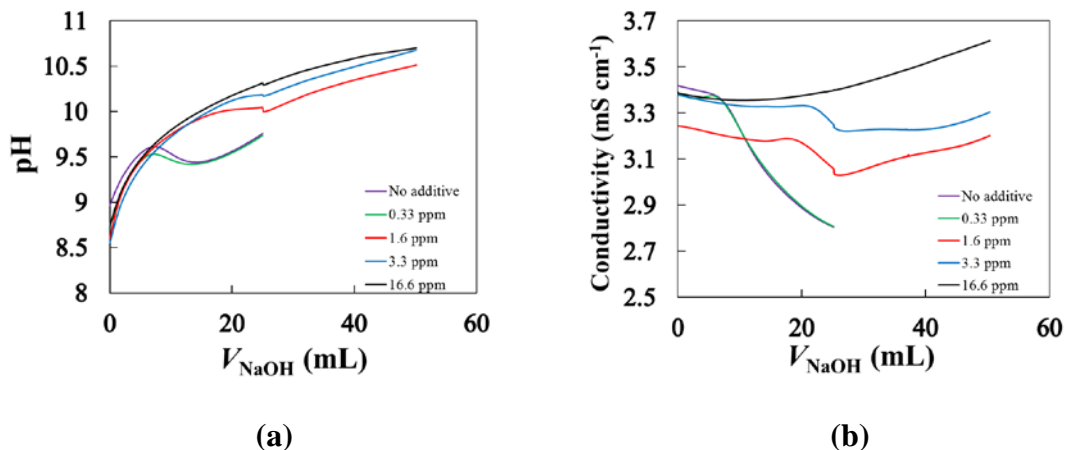 11
10.5
10
9.5
9
8.5
8
pH
0
20
40
60
V_NaOH (mL)
No additive
0.33 ppm
1.6 ppm
3.3 ppm
16.6 ppm
(a)
3.7
3.5
3.3
3.1
2.9
2.7
2.5
Conductivity (mS cm⁻¹)
0
20
40
60
V_NaOH (mL)
No additive
0.33 ppm
1.6 ppm
3.3 ppm
16.6 ppm
(b)